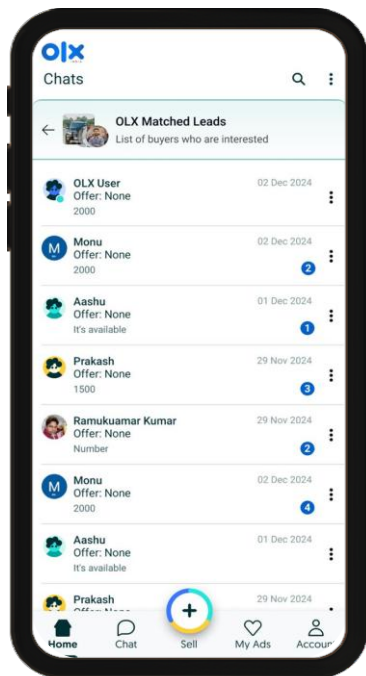 olx
INDIA
Chats
OLX Matched Leads
List of buyers who are interested
OLX User
02 Dec 2024
Offer: None
2000
M
Monu
02 Dec 2024
Offer: None
2000
2
Aashu
01 Dec 2024
Offer: None
It's available
1
Prakash
29 Nov 2024
Offer: None
1500
3
Ramukuamar Kumar
29 Nov 2024
Offer: None
Number
2
M
Monu
02 Dec 2024
Offer: None
2000
4
Aashu
01 Dec 2024
Offer: None
It's available
Prakash
29 Nov 2024
Offer: None
Home
Chat
Sell
My Ads
Accoun